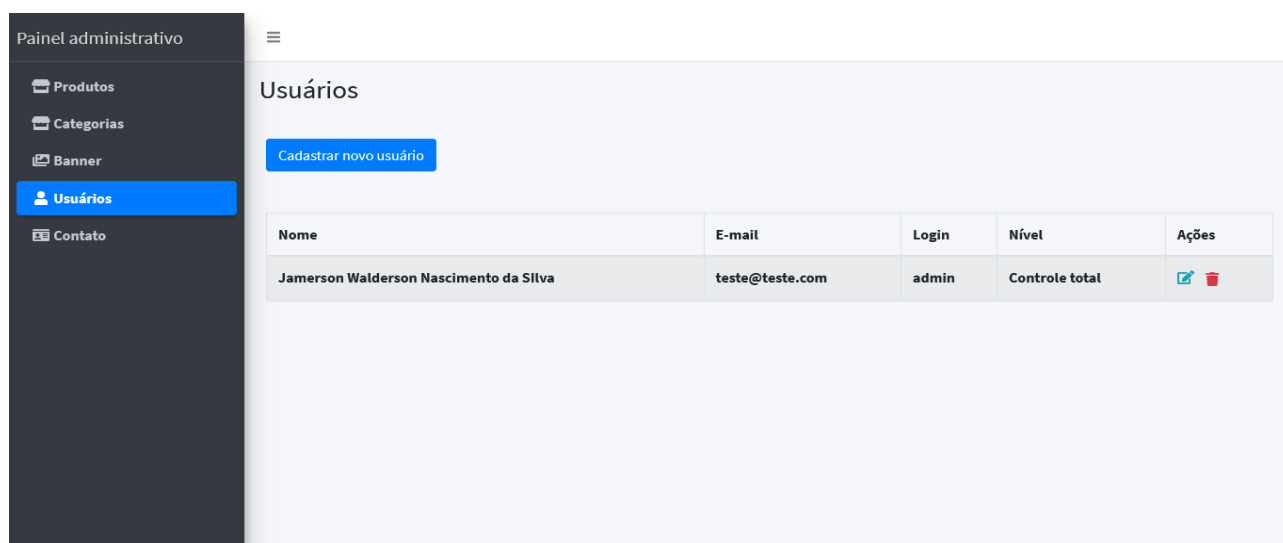 Painel administrativo
Produtos
Categorias
Banner
Usuários
Contato
Usuários
Cadastrar novo usuário
Nome E-mail Login Nível Ações
Jamerson Walderson Nascimento da SIlva teste@teste.com admin Controle total